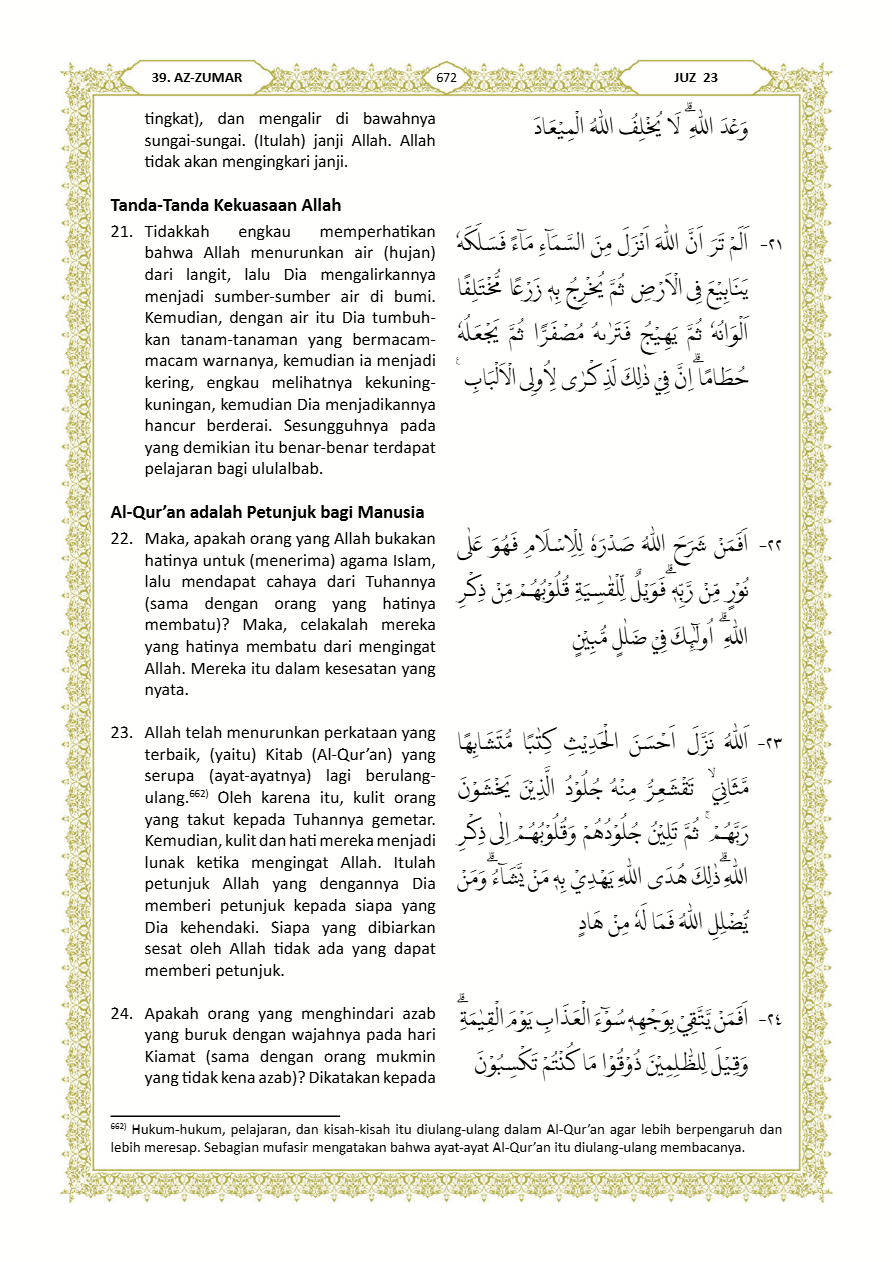 39. AZ-ZUMAR
672
JUZ 23
tingkat), dan mengalir di bawahnya
sungai-sungai. (Itulah) janji Allah. Allah
tidak akan mengingkari janji.
وَعْدَ اللّٰهِ ۗ لَا يُخْلِفُ اللّٰهُ الْمِيْعَادَ
Tanda-Tanda Kekuasaan Allah
21. Tidakkah engkau memperhatikan
bahwa Allah menurunkan air (hujan)
dari langit, lalu Dia mengalirkannya
menjadi sumber-sumber air di bumi.
Kemudian, dengan air itu Dia tumbuh-
kan tanam-tanaman yang bermacam-
macam warnanya, kemudian ia menjadi
kering, engkau melihatnya kekuning-
kuningan, kemudian Dia menjadikannya
hancur berderai. Sesungguhnya pada
yang demikian itu benar-benar terdapat
pelajaran bagi ululalbab.
٢١- اَلَمْ تَرَ اَنَّ اللّٰهَ اَنْزَلَ مِنَ السَّمَاۤءِ مَاۤءً فَسَلَكَهٗ
يَنَابِيْعَ فِى الْاَرْضِ ثُمَّ يُخْرِجُ بِهٖ زَرْعًا مُّخْتَلِفًا
اَلْوَانُهٗ ثُمَّ يَهِيْجُ فَتَرٰىهُ مُصْفَرًّا ثُمَّ يَجْعَلُهٗ
حُطَامًا ۗاِنَّ فِيْ ذٰلِكَ لَذِكْرٰى لِاُولِى الْاَلْبَابِ ۚ
Al-Qur’an adalah Petunjuk bagi Manusia
22. Maka, apakah orang yang Allah bukakan
hatinya untuk (menerima) agama Islam,
lalu mendapat cahaya dari Tuhannya
(sama dengan orang yang hatinya
membatu)? Maka, celakalah mereka
yang hatinya membatu dari mengingat
Allah. Mereka itu dalam kesesatan yang
nyata.
٢٢- اَفَمَنْ شَرَحَ اللّٰهُ صَدْرَهٗ لِلْاِسْلَامِ فَهُوَ عَلٰى
نُوْرٍ مِّنْ رَّبِّهٖ ۗفَوَيْلٌ لِّلْقٰسِيَةِ قُلُوْبُهُمْ مِّنْ ذِكْرِ
اللّٰهِ ۗ اُولٰۤىِٕكَ فِيْ ضَلٰلٍ مُّبِيْنٍ
23. Allah telah menurunkan perkataan yang
terbaik, (yaitu) Kitab (Al-Qur’an) yang
serupa (ayat-ayatnya) lagi berulang-
ulang.⁶⁶²⁾ Oleh karena itu, kulit orang
yang takut kepada Tuhannya gemetar.
Kemudian, kulit dan hati mereka menjadi
lunak ketika mengingat Allah. Itulah
petunjuk Allah yang dengannya Dia
memberi petunjuk kepada siapa yang
Dia kehendaki. Siapa yang dibiarkan
sesat oleh Allah tidak ada yang dapat
memberi petunjuk.
٢٣- اَللّٰهُ نَزَّلَ اَحْسَنَ الْحَدِيْثِ كِتٰبًا مُّتَشَابِهًا
مَّثَانِيَۙ تَقْشَعِرُّ مِنْهُ جُلُوْدُ الَّذِيْنَ يَخْشَوْنَ
رَبَّهُمْ ۚ ثُمَّ تَلِيْنُ جُلُوْدُهُمْ وَقُلُوْبُهُمْ اِلٰى ذِكْرِ
اللّٰهِ ۗذٰلِكَ هُدَى اللّٰهِ يَهْدِيْ بِهٖ مَنْ يَّشَاۤءُ ۗوَمَنْ
يُّضْلِلِ اللّٰهُ فَمَا لَهٗ مِنْ هَادٍ
24. Apakah orang yang menghindari azab
yang buruk dengan wajahnya pada hari
Kiamat (sama dengan orang mukmin
yang tidak kena azab)? Dikatakan kepada
٢٤- اَفَمَنْ يَّتَّقِيْ بِوَجْهِهٖ سُوْۤءَ الْعَذَابِ يَوْمَ الْقِيٰمَةِ ۗ
وَقِيْلَ لِلظّٰلِمِيْنَ ذُوْقُوْا مَا كُنْتُمْ تَكْسِبُوْنَ
⁶⁶²⁾ Hukum-hukum, pelajaran, dan kisah-kisah itu diulang-ulang dalam Al-Qur’an agar lebih berpengaruh dan
lebih meresap. Sebagian mufasir mengatakan bahwa ayat-ayat Al-Qur’an itu diulang-ulang membacanya.